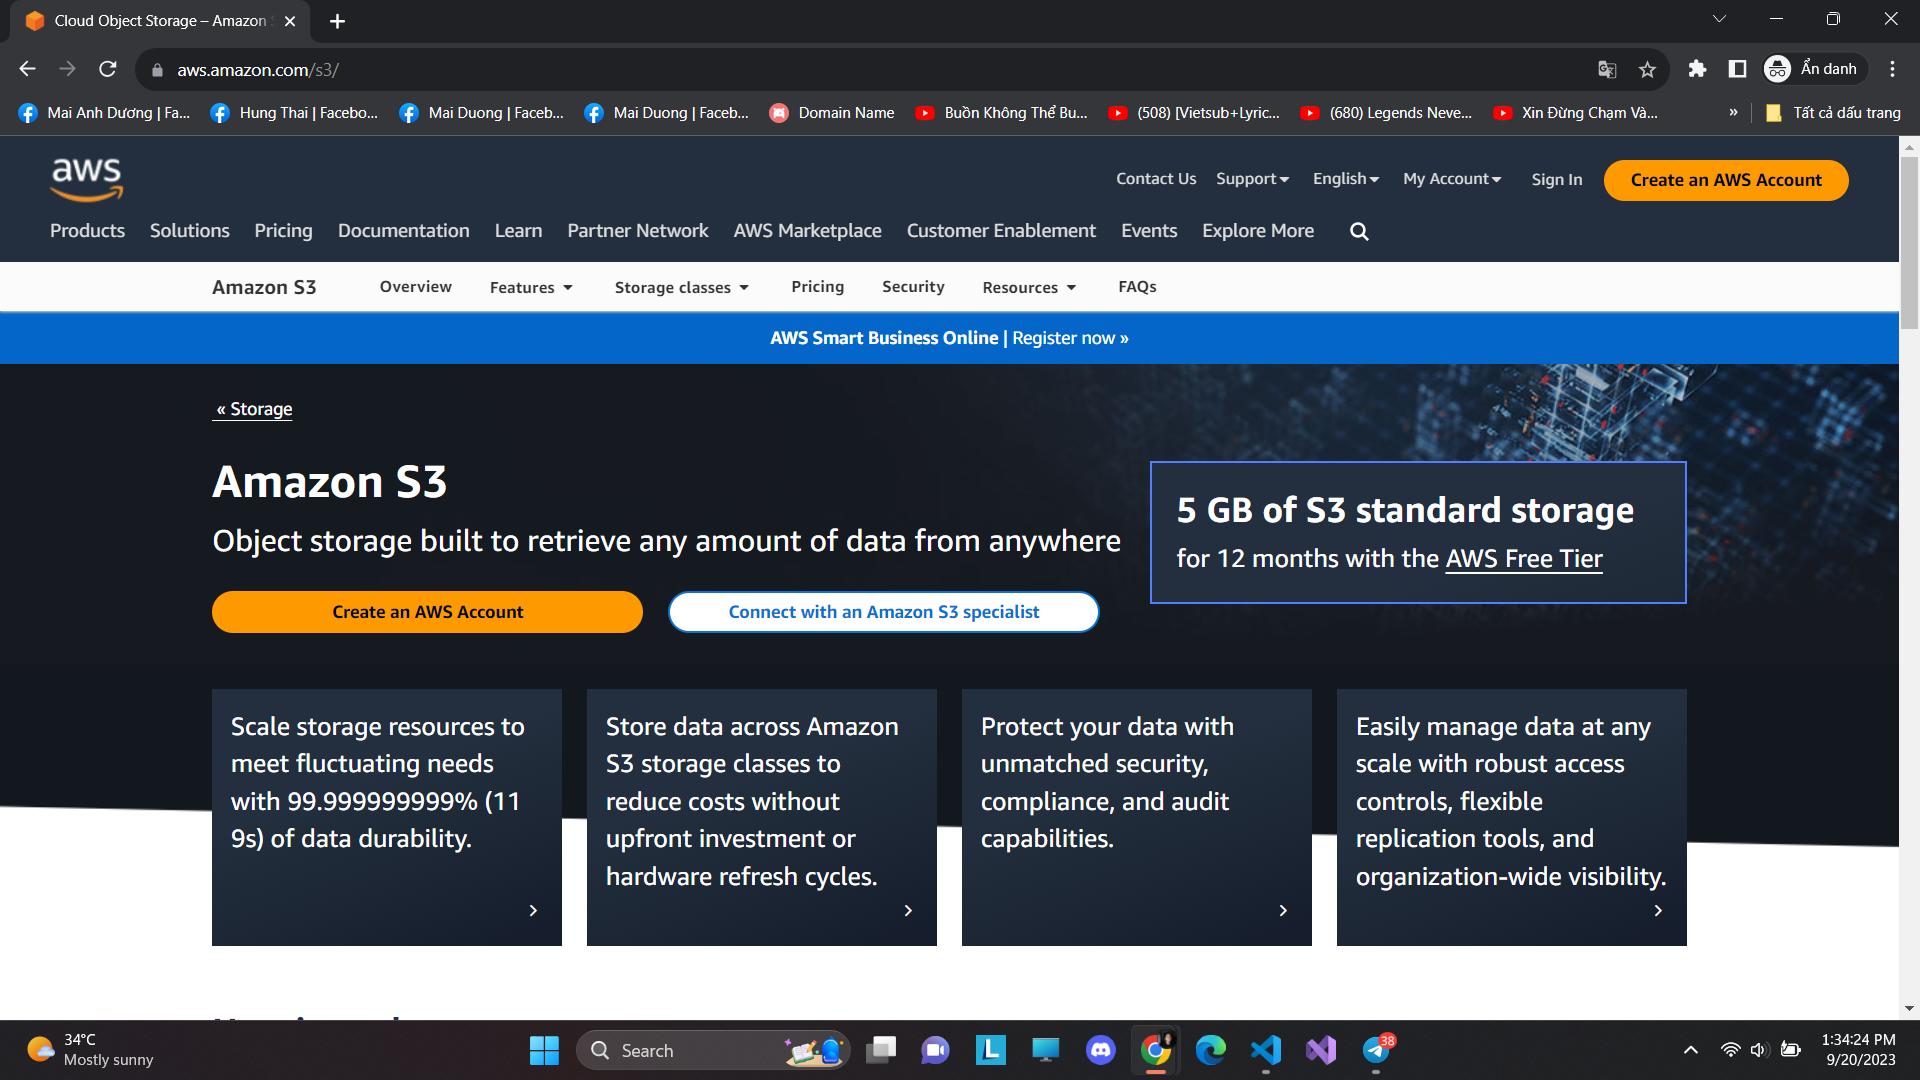 Cloud Object Storage – Amazon
aws.amazon.com/s3/
Ẩn danh
Mai Anh Dương | Fa...
Hung Thai | Facebo...
Mai Duong | Faceb...
Mai Duong | Faceb...
Domain Name
Buồn Không Thể Bu...
(508) [Vietsub+Lyric...
(680) Legends Neve...
Xin Đừng Chạm Và...
»
Tất cả dấu trang
aws
Contact Us
Support
English
My Account
Sign In
Create an AWS Account
Products
Solutions
Pricing
Documentation
Learn
Partner Network
AWS Marketplace
Customer Enablement
Events
Explore More
Amazon S3
Overview
Features
Storage classes
Pricing
Security
Resources
FAQs
AWS Smart Business Online | Register now »
« Storage
Amazon S3
Object storage built to retrieve any amount of data from anywhere
Create an AWS Account
Connect with an Amazon S3 specialist
5 GB of S3 standard storage
for 12 months with the AWS Free Tier
Scale storage resources to
meet fluctuating needs
with 99.999999999% (11
9s) of data durability.
Store data across Amazon
S3 storage classes to
reduce costs without
upfront investment or
hardware refresh cycles.
Protect your data with
unmatched security,
compliance, and audit
capabilities.
Easily manage data at any
scale with robust access
controls, flexible
replication tools, and
organization-wide visibility.
34°C
Mostly sunny
Search
L
38
1:34:24 PM
9/20/2023